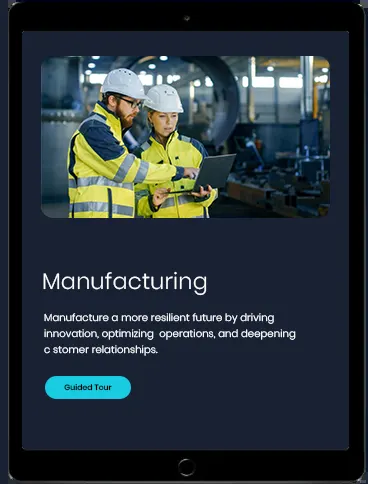 Manufacturing
Manufacture a more resilient future by driving
innovation, optimizing operations, and deepening
c stomer relationships.
Guided Tour